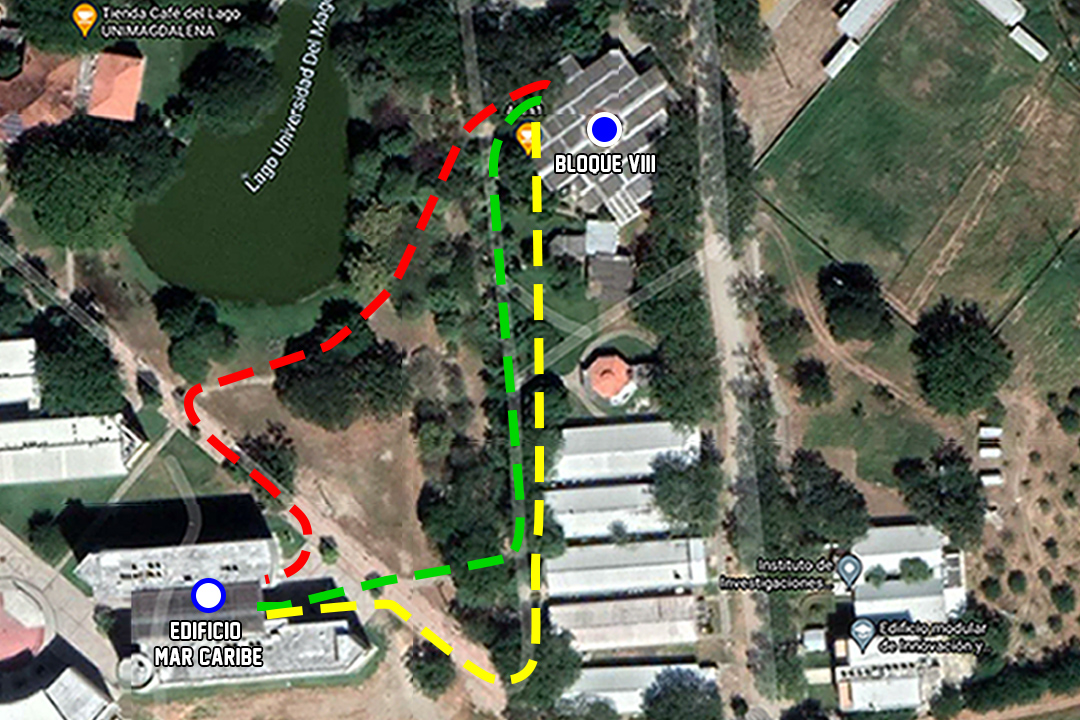 Tienda Café del Lago
UNIMAGDALENA
Lago Universidad Del Mag
BLOQUE VIII
Instituto de
Investigaciones...
Edificio modular
de Innovación y...
EDIFICIO
MAR CARIBE